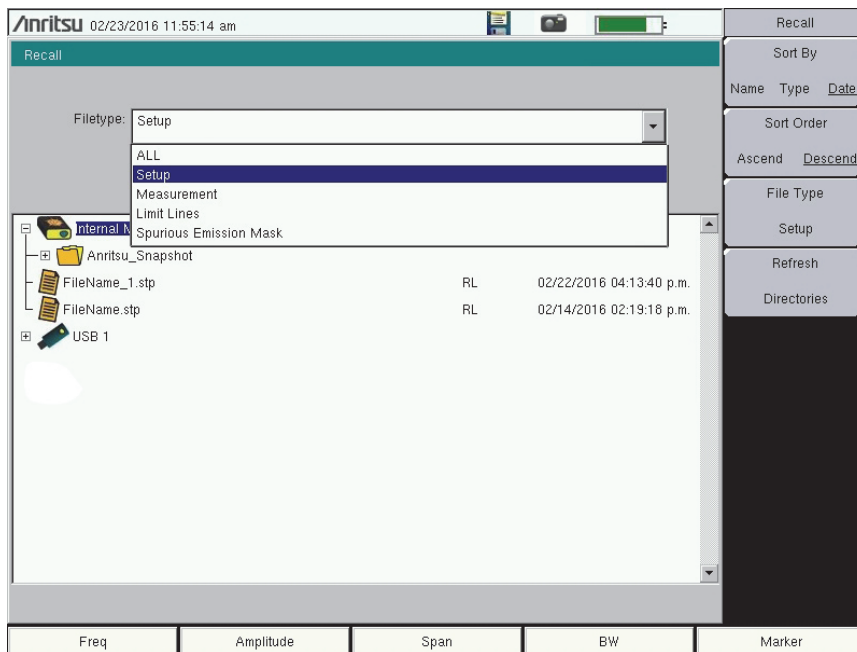 Anritsu 02/23/2016 11:55:14 am
Recall
Filetype: Setup
ALL
Setup
Measurement
Limit Lines
Spurious Emission Mask
Internal
Anritsu_Snapshot
FileName_1.stp RL 02/22/2016 04:13:40 p.m.
FileName.stp RL 02/14/2016 02:19:18 p.m.
USB 1
Recall
Sort By
Name Type Date
Sort Order
Ascend Descend
File Type
Setup
Refresh
Directories
Freq Amplitude Span BW Marker